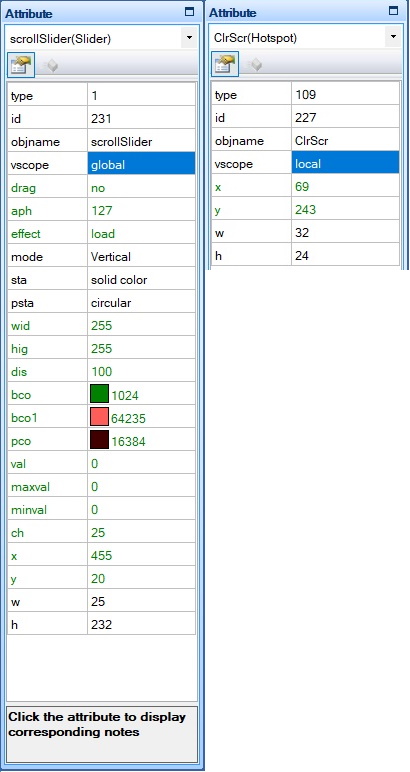 Attribute
scrollSlider(Slider)
type 1
id 231
objname scrollSlider
vscope global
drag no
aph 127
effect load
mode Vertical
sta solid color
psta circular
wid 255
hig 255
dis 100
bco 1024
bco1 64235
pco 16384
val 0
maxval 0
minval 0
ch 25
x 455
y 20
w 25
h 232
Click the attribute to display
corresponding notes
Attribute
ClrScr(Hotspot)
type 109
id 227
objname ClrScr
vscope local
x 69
y 243
w 32
h 24